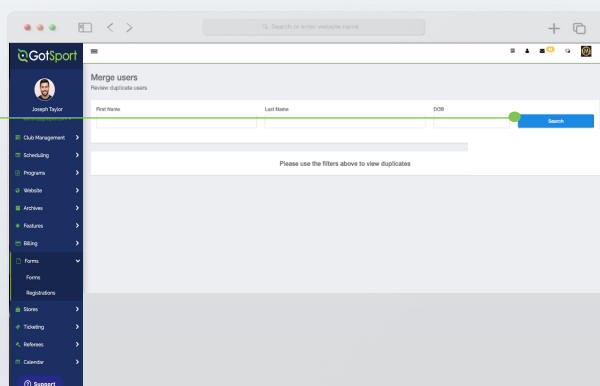 Search or enter website name
GotSport
Merge users
Review duplicate users
Joseph Taylor
First Name
Last Name
DOB
Search
Please use the filters above to view duplicates
Club Management
Scheduling
Programs
Website
Archives
Features
Billing
Forms
Forms
Registrations
Stores
Ticketing
Referees
Calendar
Support